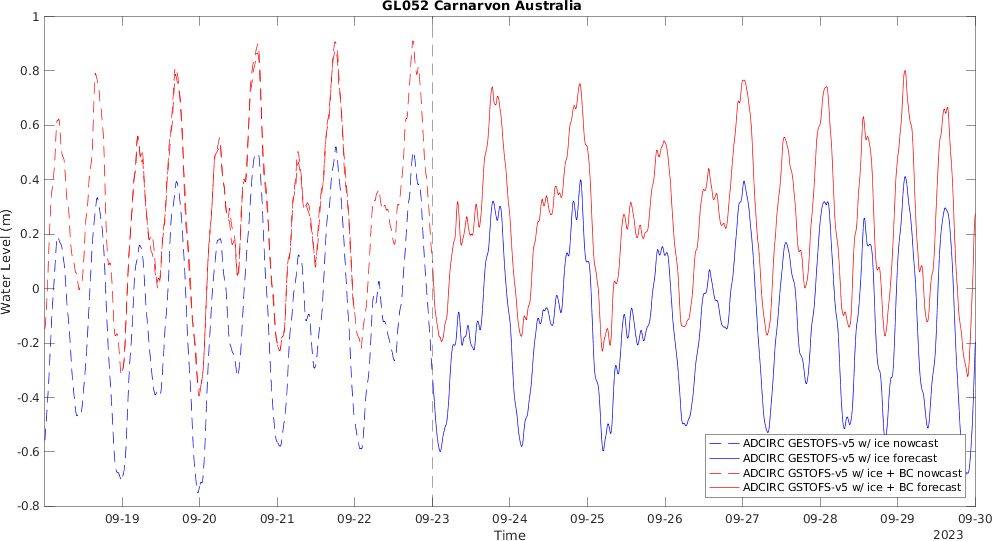 GL052 Carnarvon Australia
1
0.8
0.6
0.4
0.2
0
-0.2
-0.4
-0.6
-0.8
Water Level (m)
09-19 09-20 09-21 09-22 09-23 09-24 09-25 09-26 09-27 09-28 09-29 09-30
Time
2023
ADCIRC GESTOFS-v5 w/ ice nowcast
ADCIRC GESTOFS-v5 w/ ice forecast
ADCIRC GSTOFS-v5 w/ ice + BC nowcast
ADCIRC GSTOFS-v5 w/ ice + BC forecast